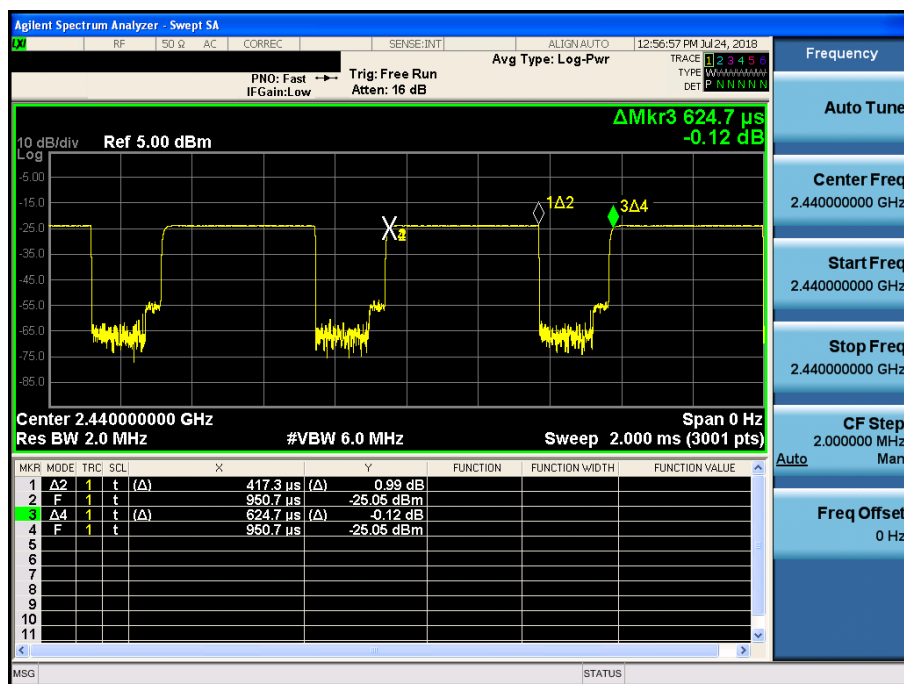 Agilent Spectrum Analyzer - Swept SA
LXI RF 50 Ω AC CORREC SENSE:INT ALIGN AUTO 12:56:57 PM Jul 24, 2018
Avg Type: Log-Pwr
TRACE 1 2 3 4 5 6
TYPE WWWWWW
DET P N N N N N
PNO: Fast Trig: Free Run
IFGain:Low Atten: 16 dB
ΔMkr3 624.7 µs
-0.12 dB
10 dB/div Ref 5.00 dBm
Log
-5.00
-15.0
-25.0
-35.0
-45.0
-55.0
-65.0
-75.0
-85.0
1Δ2
3Δ4
Center 2.440000000 GHz Span 0 Hz
Res BW 2.0 MHz #VBW 6.0 MHz Sweep 2.000 ms (3001 pts)
MKR MODE TRC SCL X Y FUNCTION FUNCTION WIDTH FUNCTION VALUE
1 Δ2 1 t (Δ) 417.3 µs (Δ) 0.99 dB
2 F 1 t 950.7 µs -25.05 dBm
3 Δ4 1 t (Δ) 624.7 µs (Δ) -0.12 dB
4 F 1 t 950.7 µs -25.05 dBm
5
6
7
8
9
10
11
MSG STATUS
Frequency
Auto Tune
Center Freq
2.440000000 GHz
Start Freq
2.440000000 GHz
Stop Freq
2.440000000 GHz
CF Step
2.000000 MHz
Auto Man
Freq Offset
0 Hz